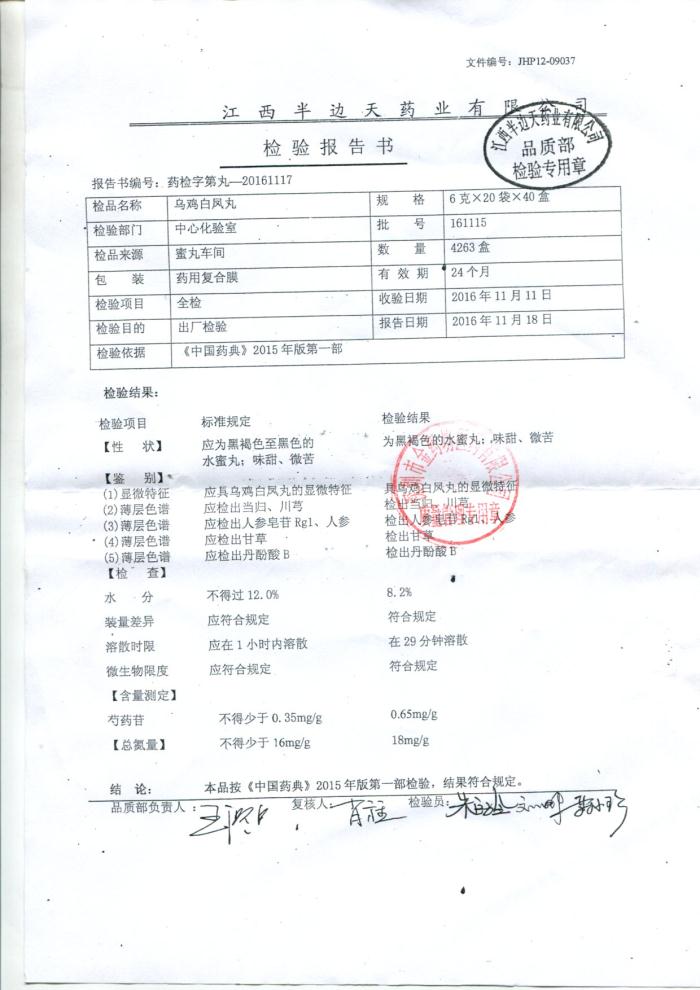 文件编号：JHP12-09037
江西半边天药业有限公司
江西半边天药业有限公司
品质部
检验专用章
检验报告书
报告书编号：药检字第丸—20161117
检品名称 乌鸡白凤丸 规 格 6克×20袋×40盒
检验部门 中心化验室 批 号 161115
检品来源 蜜丸车间 数 量 4263盒
包 装 药用复合膜 有 效 期 24个月
检验项目 全检 收验日期 2016年11月11日
检验目的 出厂检验 报告日期 2016年11月18日
检验依据 《中国药典》2015年版第一部
检验结果：
检验项目 标准规定 检验结果
【性 状】 应为黑褐色至黑色的 为黑褐色的水蜜丸；味甜、微苦
水蜜丸；味甜、微苦
【鉴 别】
(1)显微特征 应具乌鸡白凤丸的显微特征 具乌鸡白凤丸的显微特征
(2)薄层色谱 应检出当归、川芎 检出当归、川芎
(3)薄层色谱 应检出人参皂苷Rg1、人参 检出人参皂苷Rg1、人参
(4)薄层色谱 应检出甘草 检出甘草
(5)薄层色谱 应检出丹酚酸B 检出丹酚酸B
【检 查】
水 分 不得过12.0% 8.2%
装量差异 应符合规定 符合规定
溶散时限 应在1小时内溶散 在29分钟溶散
微生物限度 应符合规定 符合规定
【含量测定】
芍药苷 不得少于0.35mg/g 0.65mg/g
【总氮量】 不得少于16mg/g 18mg/g
结 论： 本品按《中国药典》2015年版第一部检验，结果符合规定。
品质部负责人： 复核人： 检验员：